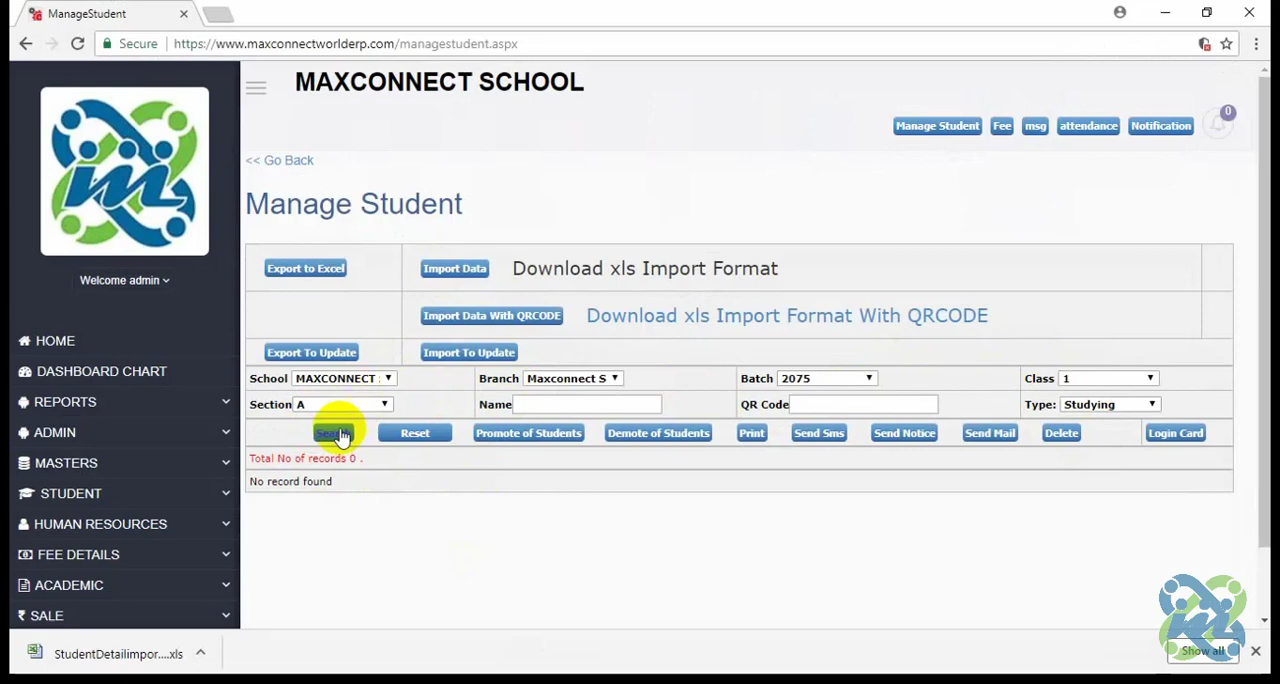 ManageStudent
Secure https://www.maxconnectworlderp.com/managestudent.aspx
MAXCONNECT SCHOOL
0
Manage Student Fee msg attendance Notification
<< Go Back
Manage Student
Export to Excel Import Data Download xls Import Format
Import Data With QRCODE Download xls Import Format With QRCODE
Export To Update Import To Update
School MAXCONNECT : Branch Maxconnect S Batch 2075 Class 1
Section A Name QR Code Type: Studying
Search Reset Promote of Students Demote of Students Print Send Sms Send Notice Send Mail Delete Login Card
Total No of records 0 .
No record found
Welcome admin
HOME
DASHBOARD CHART
REPORTS
ADMIN
MASTERS
STUDENT
HUMAN RESOURCES
FEE DETAILS
ACADEMIC
SALE
StudentDetailimpor....xls
Show all